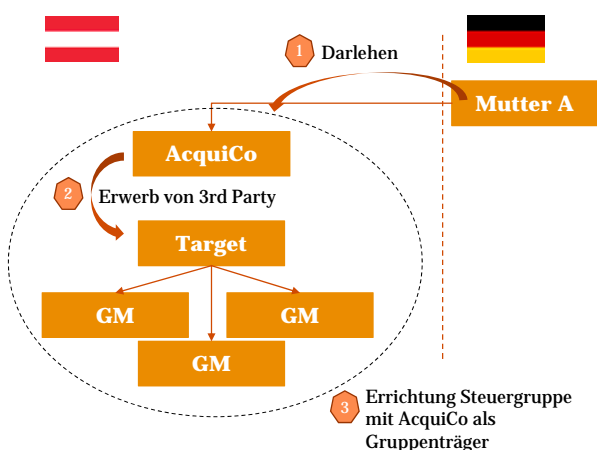 1 Darlehen
Mutter A
AcquiCo
2 Erwerb von 3rd Party
Target
GM GM
GM
3 Errichtung Steuergruppe
mit AcquiCo als
Gruppenträger